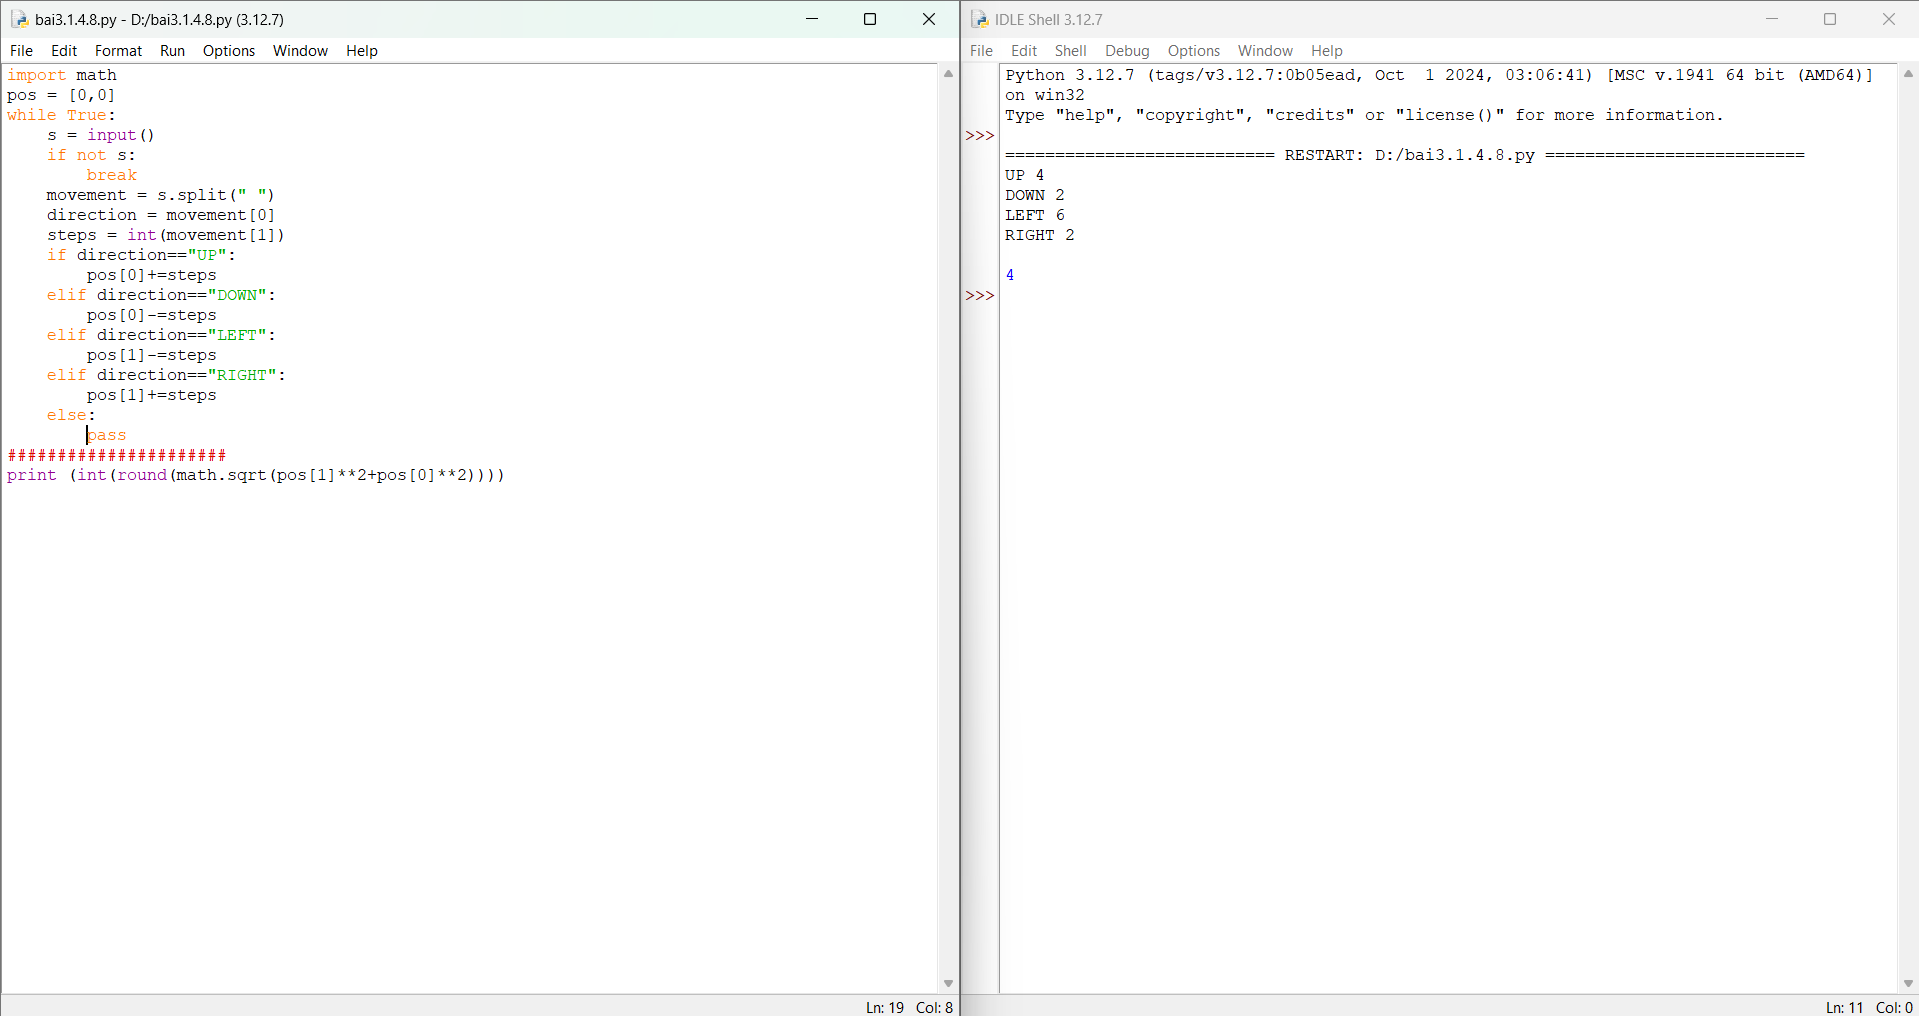 bai3.1.4.8.py - D:/bai3.1.4.8.py (3.12.7)
File Edit Format Run Options Window Help
import math
pos = [0,0]
while True:
    s = input()
    if not s:
        break
    movement = s.split(" ")
    direction = movement[0]
    steps = int(movement[1])
    if direction=="UP":
        pos[0]+=steps
    elif direction=="DOWN":
        pos[0]-=steps
    elif direction=="LEFT":
        pos[1]-=steps
    elif direction=="RIGHT":
        pos[1]+=steps
    else:
        pass
######################
print (int(round(math.sqrt(pos[1]**2+pos[0]**2))))
Ln: 19 Col: 8
IDLE Shell 3.12.7
File Edit Shell Debug Options Window Help
Python 3.12.7 (tags/v3.12.7:0b05ead, Oct  1 2024, 03:06:41) [MSC v.1941 64 bit (AMD64)]
on win32
Type "help", "copyright", "credits" or "license()" for more information.
>>>
=========================== RESTART: D:/bai3.1.4.8.py ==========================
UP 4
DOWN 2
LEFT 6
RIGHT 2
4
>>>
Ln: 11 Col: 0